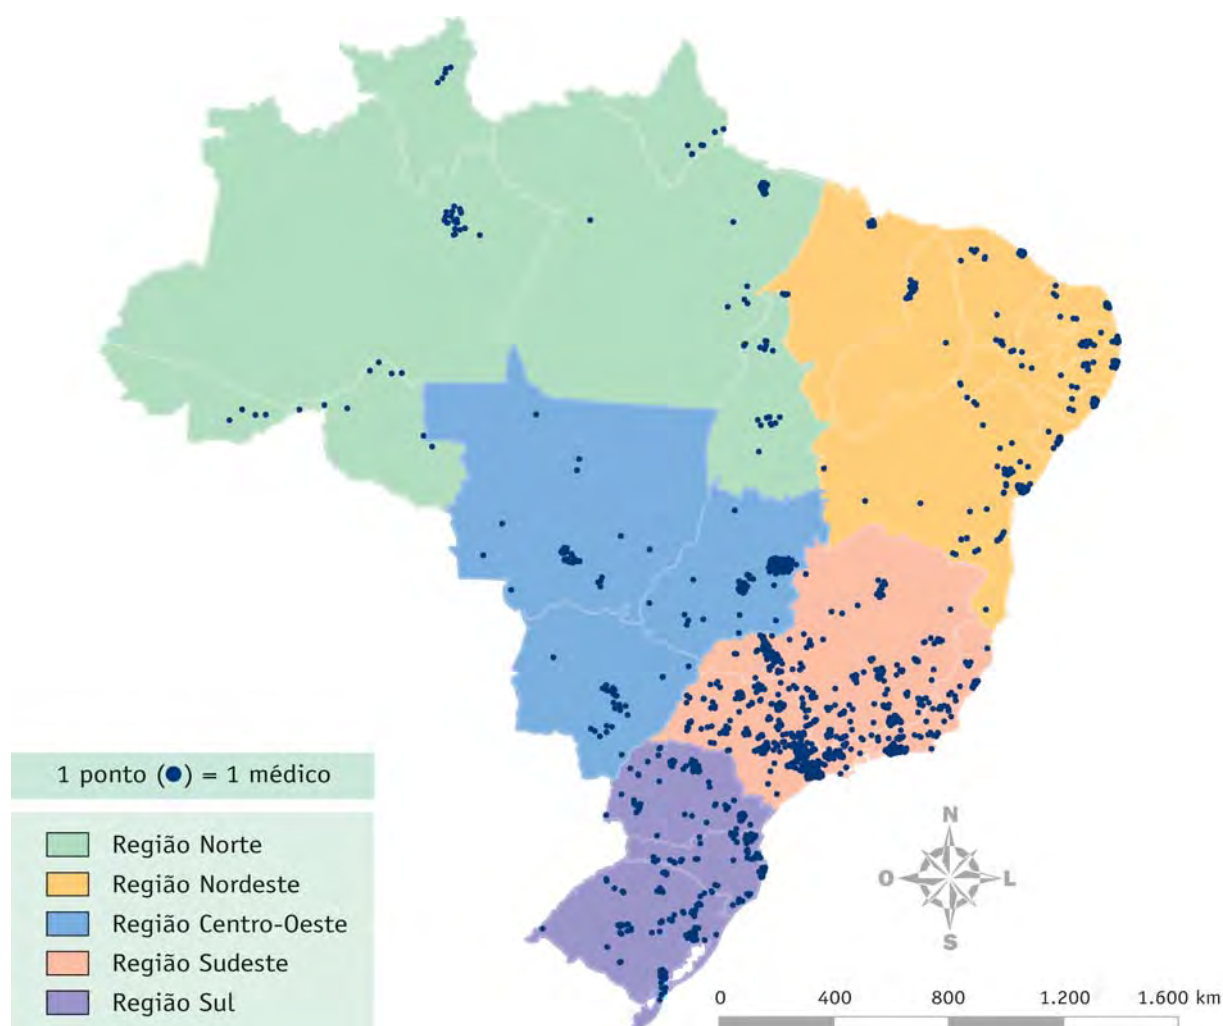 1 ponto (●) = 1 médico
Região Norte
Região Nordeste
Região Centro-Oeste
Região Sudeste
Região Sul
N
O L
S
0 400 800 1.200 1.600 km